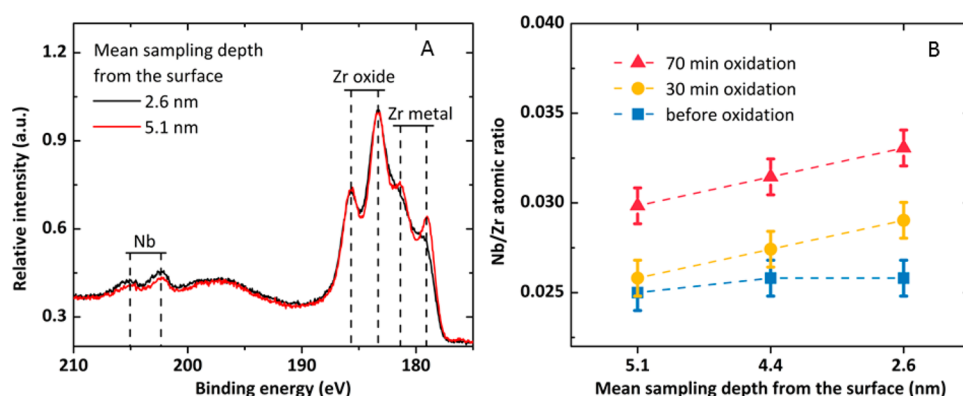 A
1.2
0.9
0.6
0.3
Relative intensity (a.u.)
Mean sampling depth
from the surface
2.6 nm
5.1 nm
Zr oxide
Zr metal
Nb
210
200
190
180
Binding energy (eV)
B
0.040
0.035
0.030
0.025
Nb/Zr atomic ratio
70 min oxidation
30 min oxidation
before oxidation
5.1
4.4
2.6
Mean sampling depth from the surface (nm)